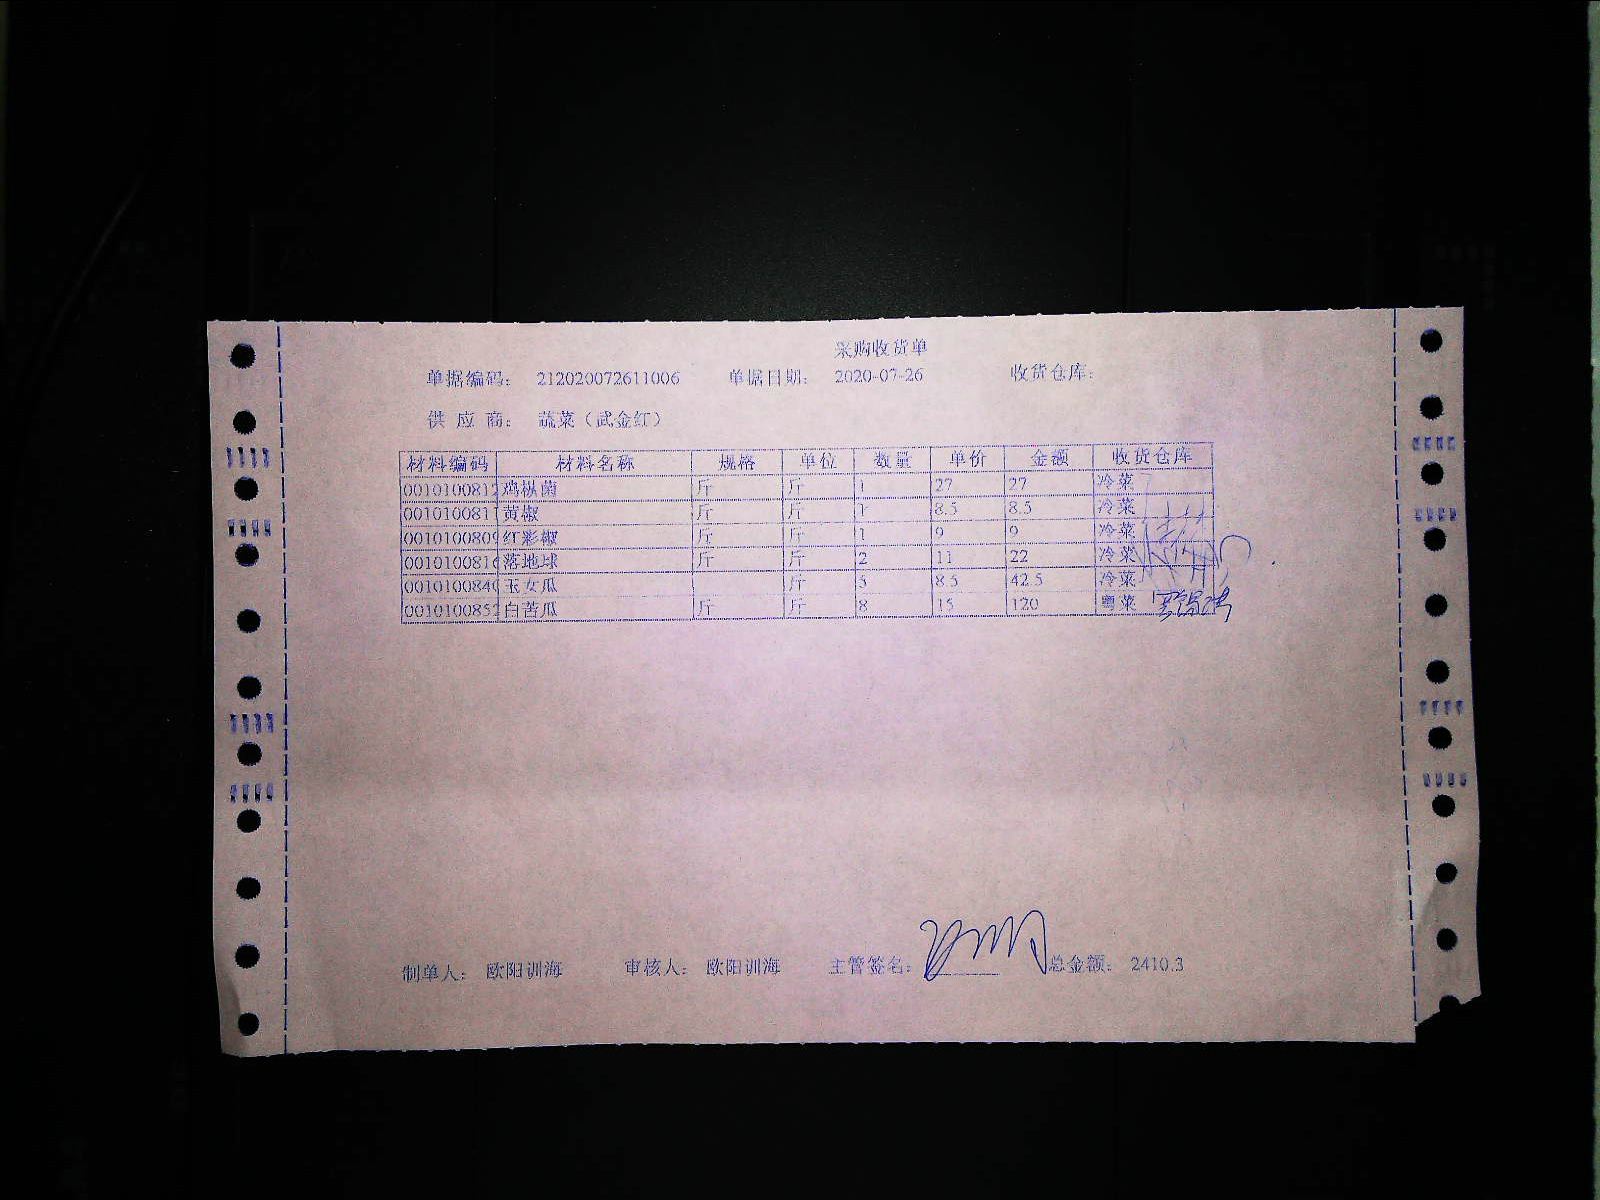 采购收货单
单据编码: 212020072611006 单据日期: 2020-07-26 收货仓库:
供应商: 蔬菜（武金红）
材料编码 材料名称 规格 单位 数量 单价 金额 收货仓库
0010100812 鸡枞菌 斤 斤 1 27 27 冷菜
0010100811 黄椒 斤 斤 1 8.5 8.5 冷菜
0010100809 红彩椒 斤 斤 1 9 9 冷菜
001010081 落地球 斤 斤 2 11 22 冷菜
001010084 玉女瓜 斤 5 8.5 42.5 冷菜
001010085 白苦瓜 斤 斤 8 15 120 粤菜
制单人: 欧阳训海 审核人: 欧阳训海 主管签名: 总金额: 2410.3